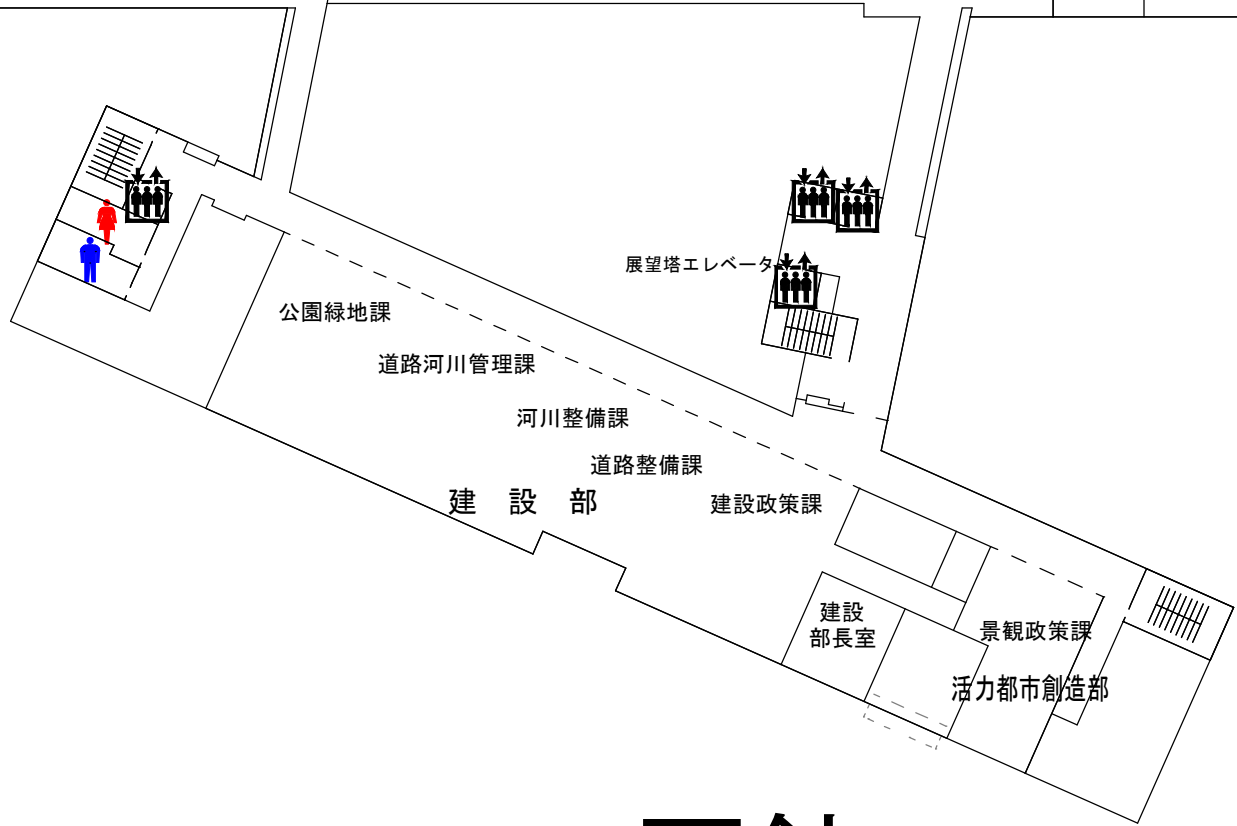 展望塔エレベータ
公園緑地課
道路河川管理課
河川整備課
道路整備課
建　設　部
建設政策課
建設
部長室
景観政策課
活力都市創造部